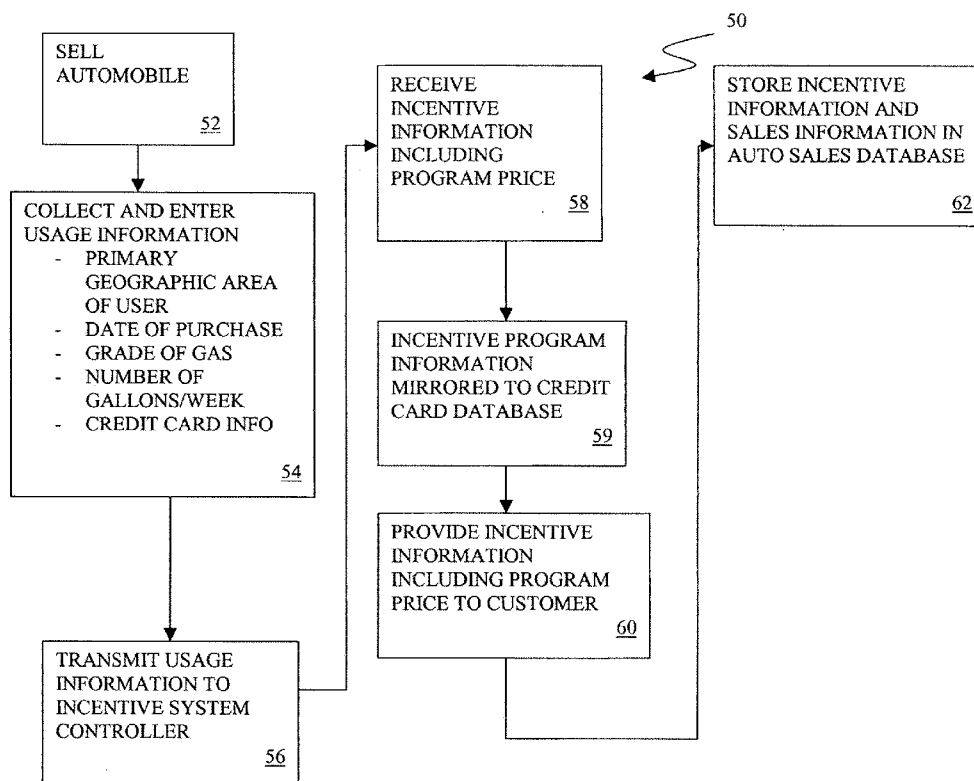 SELL
AUTOMOBILE
52
COLLECT AND ENTER
USAGE INFORMATION
- PRIMARY
GEOGRAPHIC AREA
OF USER
- DATE OF PURCHASE
- GRADE OF GAS
- NUMBER OF
GALLONS/WEEK
- CREDIT CARD INFO
54
TRANSMIT USAGE
INFORMATION TO
INCENTIVE SYSTEM
CONTROLLER
56
RECEIVE
INCENTIVE
INFORMATION
INCLUDING
PROGRAM PRICE
58
INCENTIVE PROGRAM
INFORMATION
MIRRORED TO CREDIT
CARD DATABASE
59
PROVIDE INCENTIVE
INFORMATION
INCLUDING PROGRAM
PRICE TO CUSTOMER
60
50
STORE INCENTIVE
INFORMATION AND
SALES INFORMATION IN
AUTO SALES DATABASE
62